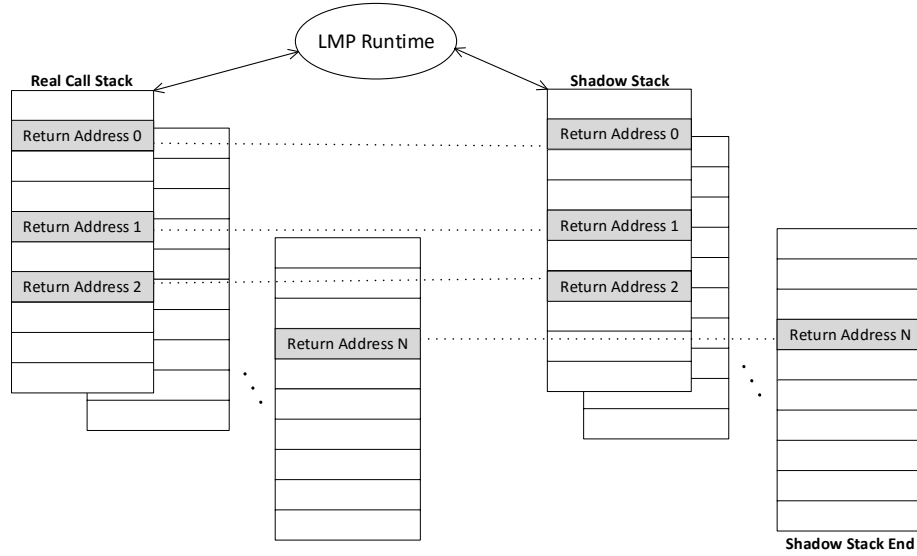 LMP Runtime
Real Call Stack
Shadow Stack
Return Address 0
Return Address 0
Return Address 1
Return Address 1
Return Address 2
Return Address 2
Return Address N
Return Address N
Shadow Stack End